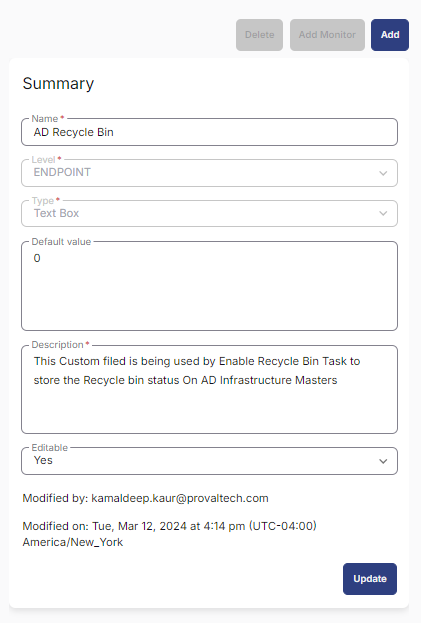 Delete
Add Monitor
Add
Summary
Name *
AD Recycle Bin
Level *
ENDPOINT
Type *
Text Box
Default value
0
Description *
This Custom filed is being used by Enable Recycle Bin Task to
store the Recycle bin status On AD Infrastructure Masters
Editable
Yes
Modified by: kamaldeep.kaur@provaltech.com
Modified on: Tue, Mar 12, 2024 at 4:14 pm (UTC-04:00)
America/New_York
Update